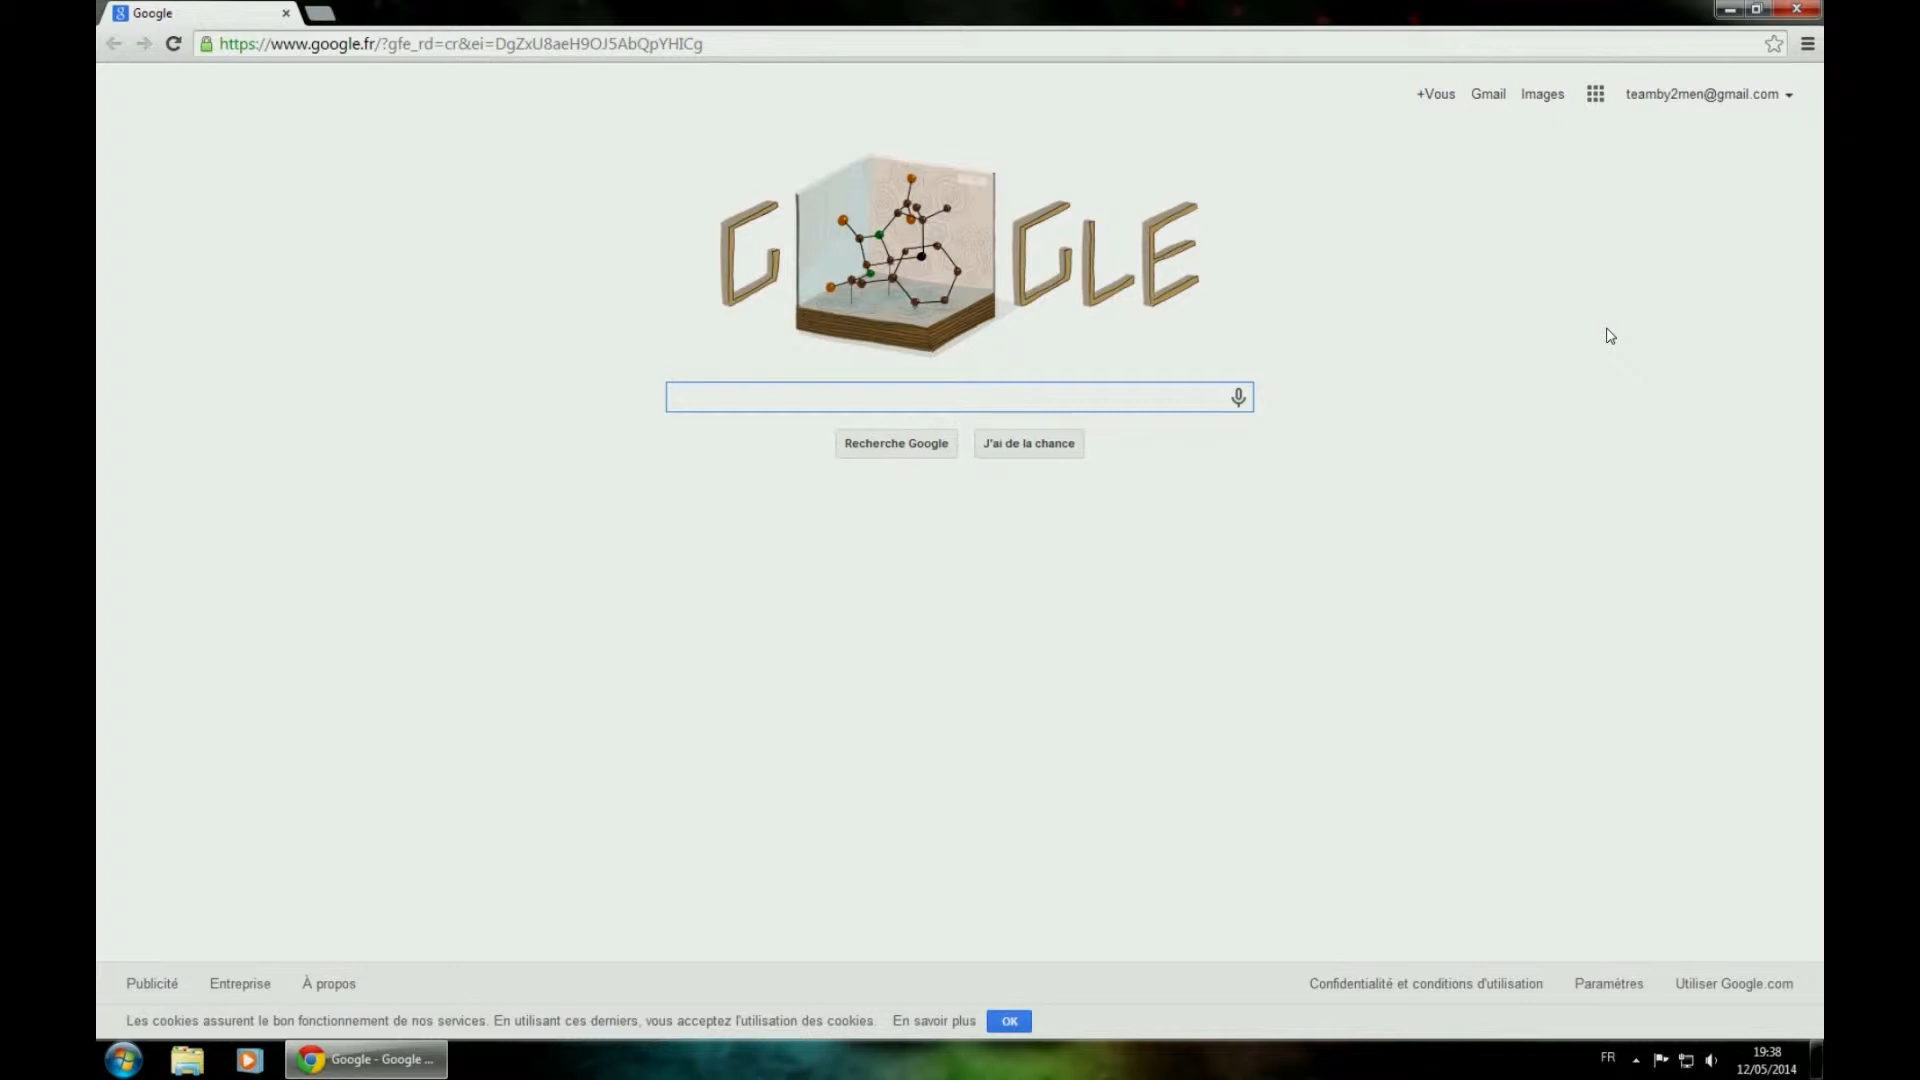 Google
https://www.google.fr/?gfe_rd=cr&ei=DgZxU8aeH9OJ5AbQpYHICg
+Vous Gmail Images teamby2men@gmail.com
G GLE
Recherche Google J'ai de la chance
Publicité Entreprise À propos Confidentialité et conditions d'utilisation Paramètres Utiliser Google.com
Les cookies assurent le bon fonctionnement de nos services. En utilisant ces derniers, vous acceptez l'utilisation des cookies. En savoir plus OK
Google - Google ... FR 19:38
12/05/2014